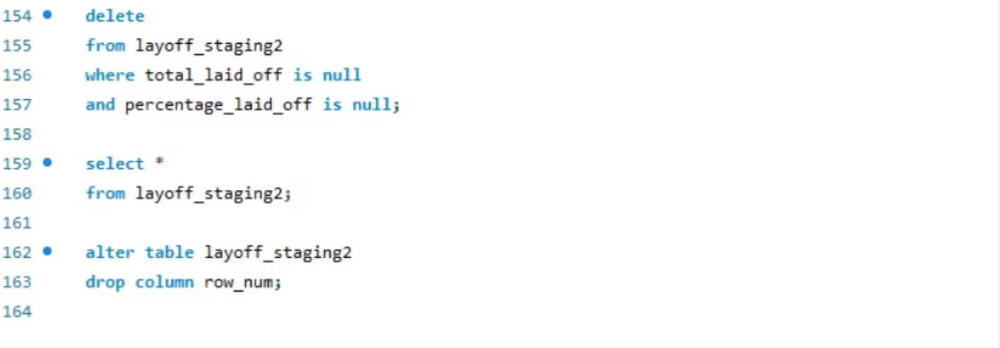 154 delete
155 from layoff_staging2
156 where total_laid_off is null
157 and percentage_laid_off is null;
158
159 select *
160 from layoff_staging2;
161
162 alter table layoff_staging2
163 drop column row_num;
164